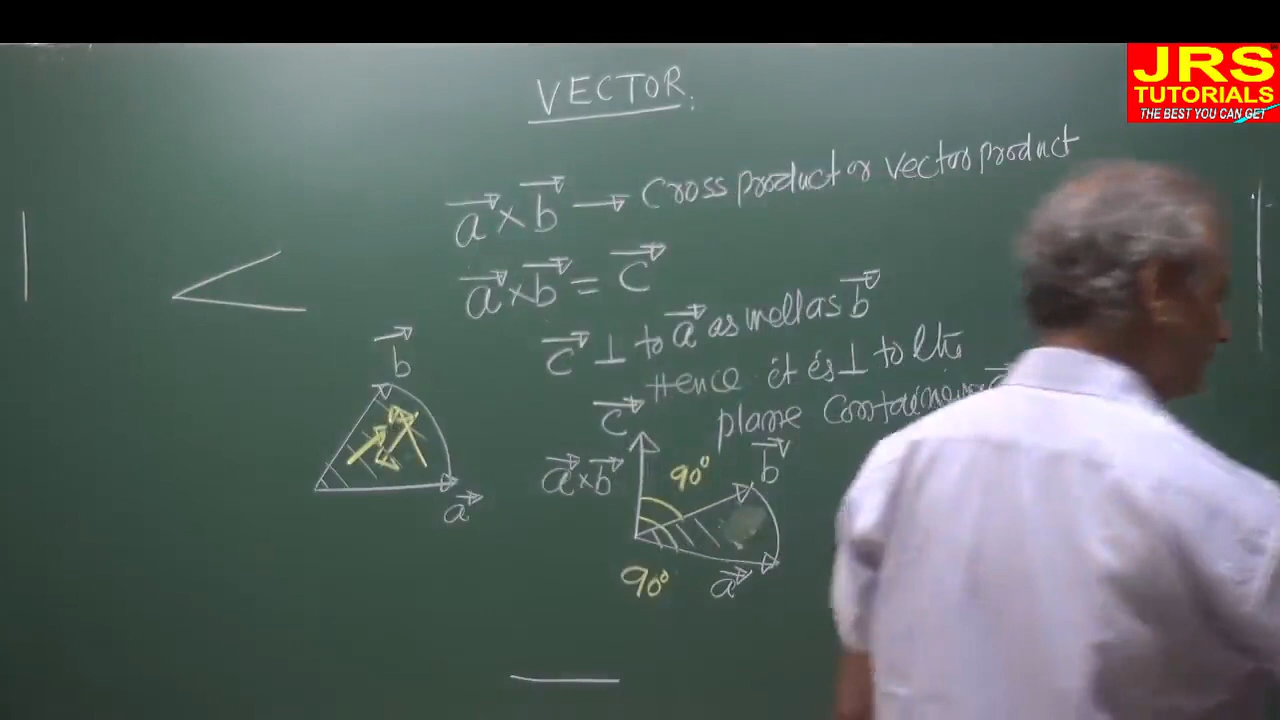 JRS
TUTORIALS
THE BEST YOU CAN GET
VECTOR:
a⃗ × b⃗ → Cross product or vector product
a⃗ × b⃗ = c⃗
c⃗ ⊥ to a⃗ as well as b⃗
Hence it is ⊥ to the
plane
b⃗
a⃗
c⃗
a⃗ × b⃗
90°
b⃗
90°
a⃗